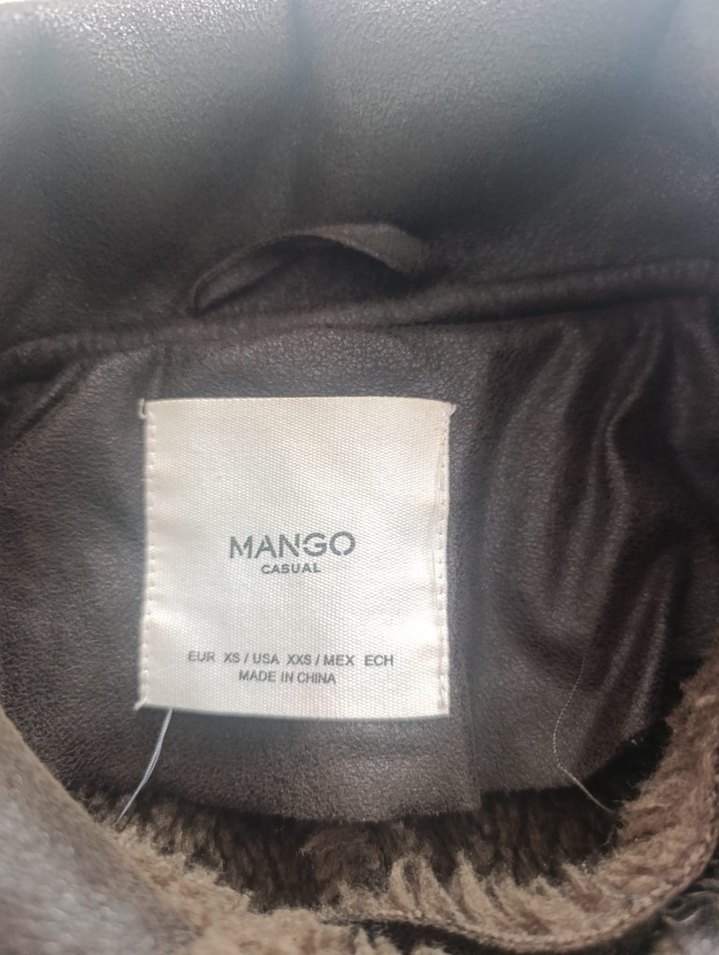 MANGO
CASUAL
EUR XS / USA XXS / MEX ECH
MADE IN CHINA